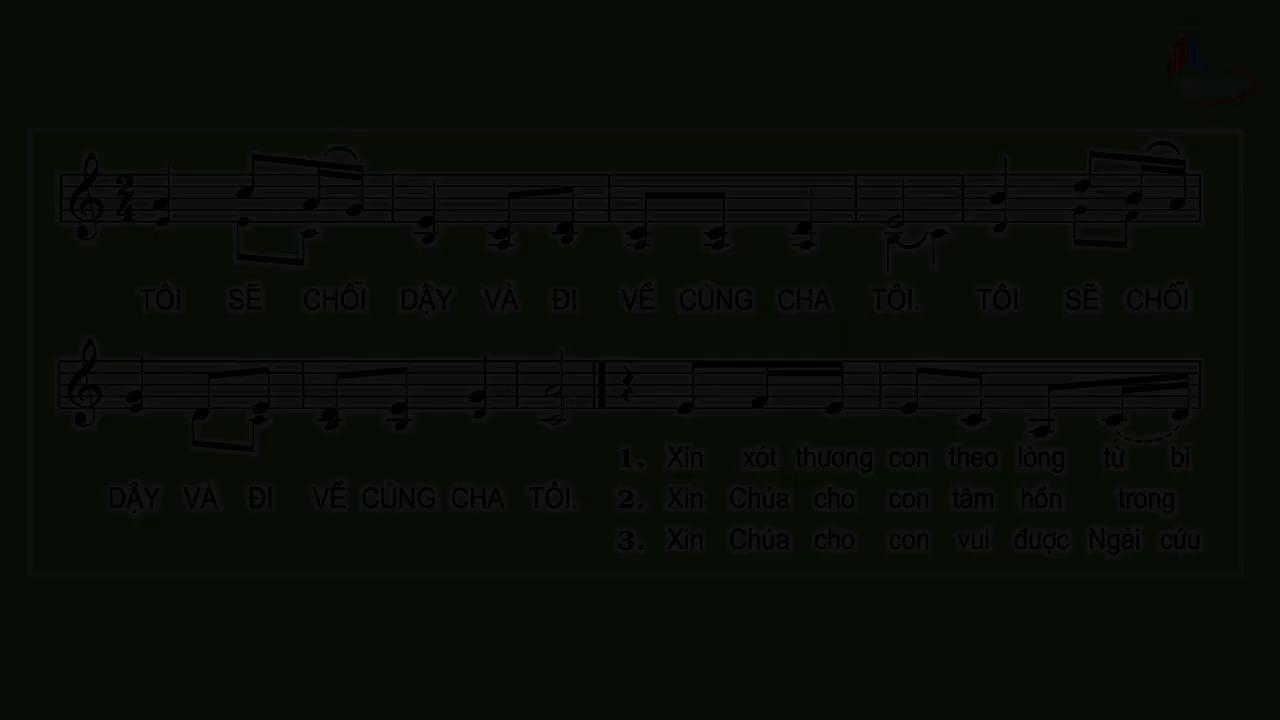 TÔI SẼ CHỖI DẬY VÀ ĐI VỀ CÙNG CHA TÔI. TÔI SẼ CHỖI
DẬY VÀ ĐI VỀ CÙNG CHA TÔI.
1. Xin xót thương con theo lòng từ bi
2. Xin Chúa cho con tâm hồn trong
3. Xin Chúa cho con vui được Ngài cứu